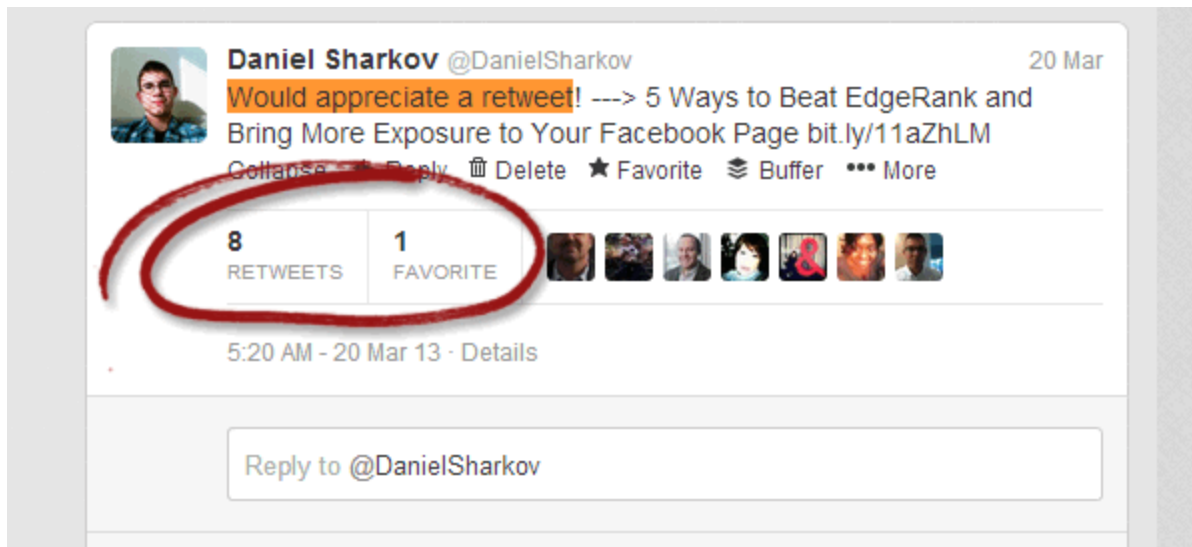 Daniel Sharkov @DanielSharkov 20 Mar
Would appreciate a retweet! ---> 5 Ways to Beat EdgeRank and
Bring More Exposure to Your Facebook Page bit.ly/11aZhLM
Collapse Reply Delete Favorite Buffer More
8 1
RETWEETS FAVORITE
&
5:20 AM - 20 Mar 13 · Details
Reply to @DanielSharkov